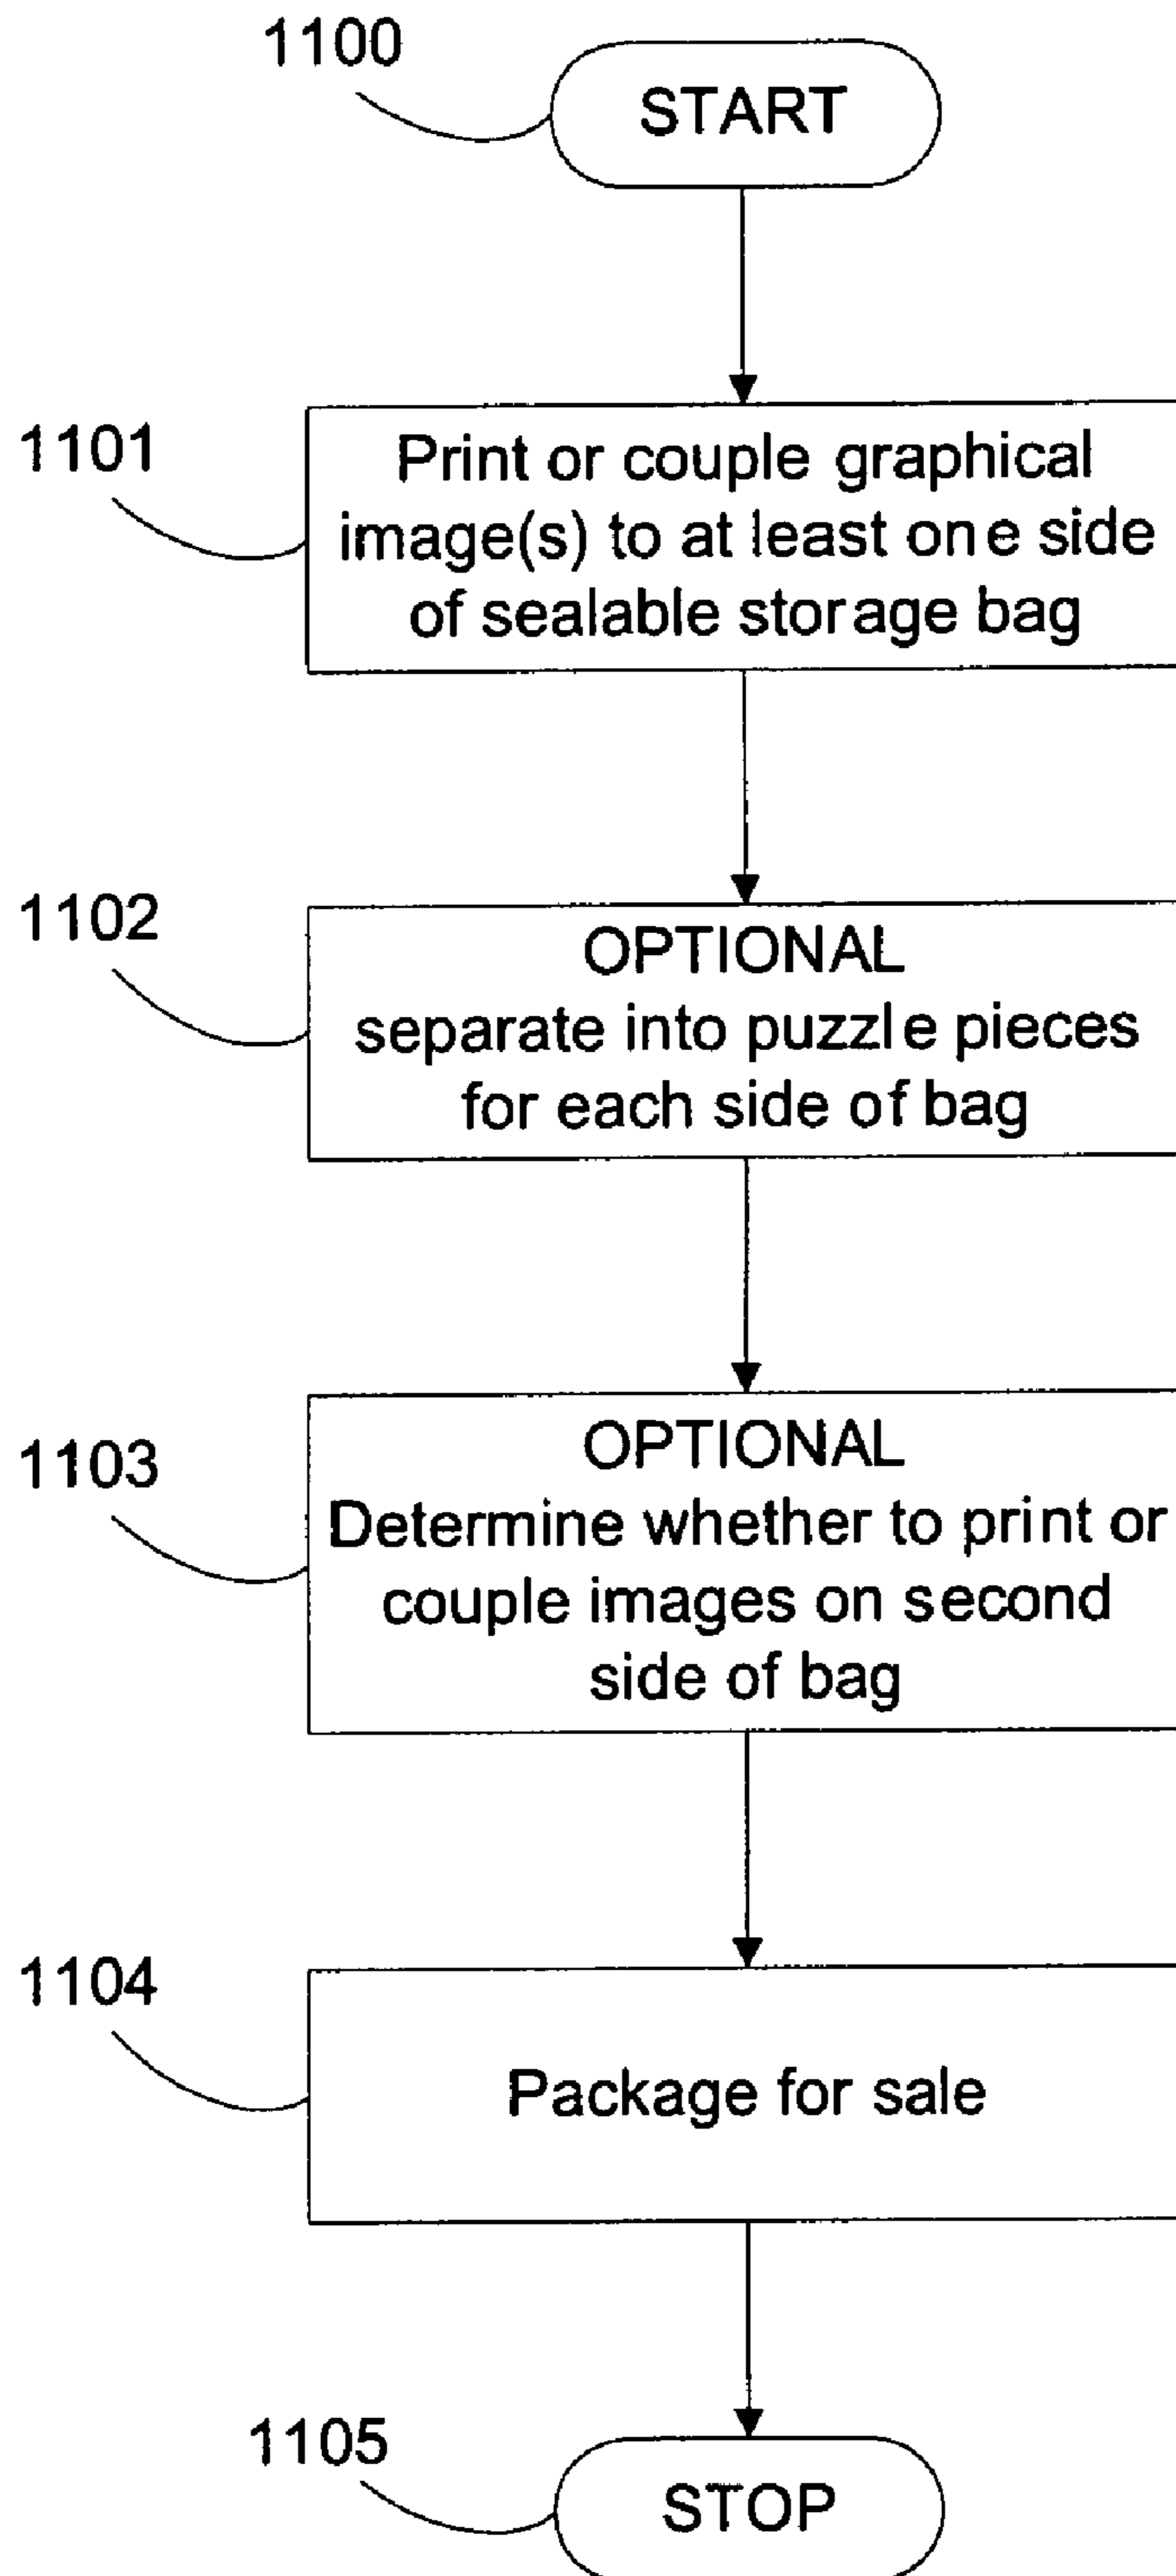 1100
START
1101
Print or couple graphical
image(s) to at least one side
of sealable storage bag
1102
OPTIONAL
separate into puzzle pieces
for each side of bag
1103
OPTIONAL
Determine whether to print or
couple images on second
side of bag
1104
Package for sale
1105
STOP